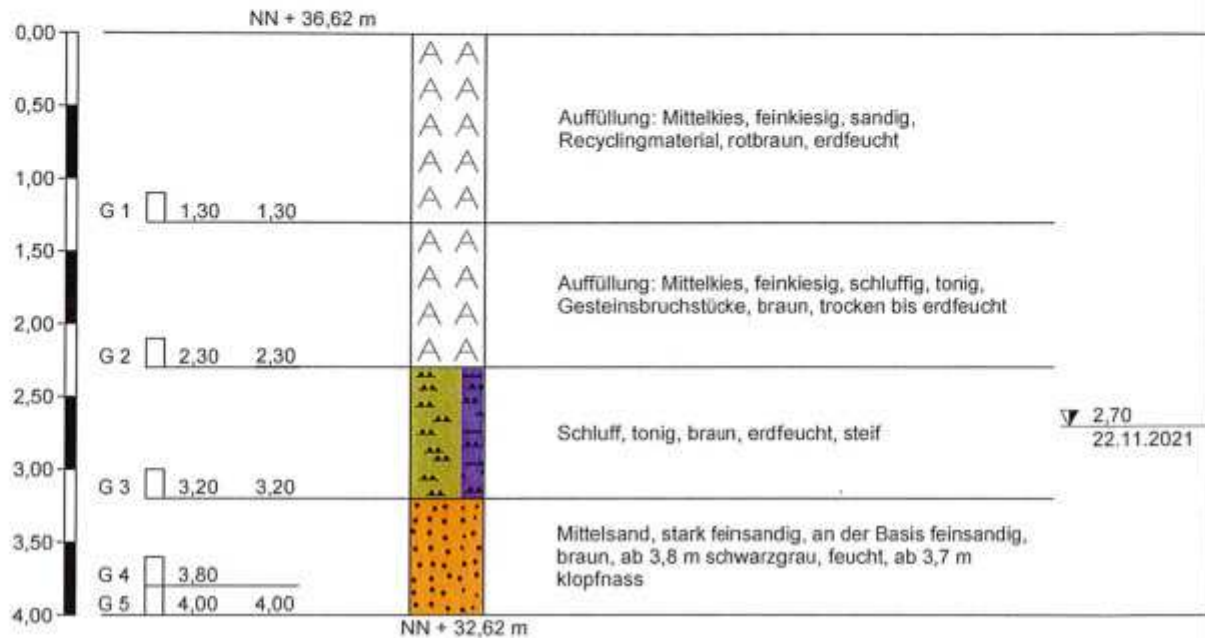 NN + 36,62 m
0,00
0,50
Auffüllung: Mittelkies, feinkiesig, sandig,
Recyclingmaterial, rotbraun, erdfeucht
1,00
G 1 1,30 1,30
1,50
Auffüllung: Mittelkies, feinkiesig, schluffig, tonig,
Gesteinsbruchstücke, braun, trocken bis erdfeucht
2,00
G 2 2,30 2,30
2,50
2,70
22.11.2021
Schluff, tonig, braun, erdfeucht, steif
3,00
G 3 3,20 3,20
3,50
Mittelsand, stark feinsandig, an der Basis feinsandig,
braun, ab 3,8 m schwarzgrau, feucht, ab 3,7 m
klopfnass
G 4 3,80
G 5 4,00 4,00
4,00
NN + 32,62 m